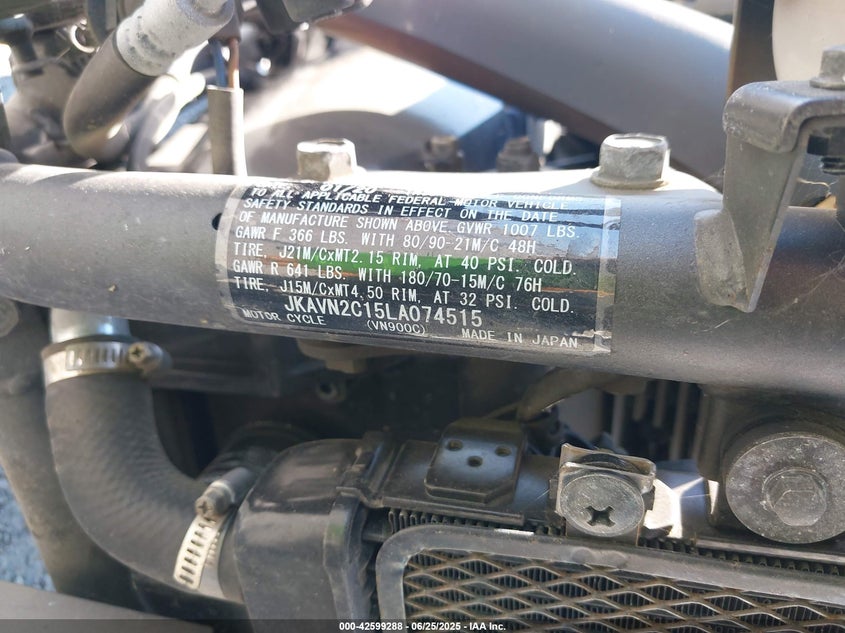 01/20
TO ALL APPLICABLE FEDERAL MOTOR VEHICLE
SAFETY STANDARDS IN EFFECT ON THE DATE
OF MANUFACTURE SHOWN ABOVE. GVWR 1007 LBS.
GAWR F 366 LBS. WITH 80/90-21M/C 48H
TIRE, J21M/CxMT2.15 RIM, AT 40 PSI. COLD.
GAWR R 641 LBS. WITH 180/70-15M/C 76H
TIRE, J15M/CxMT4.50 RIM, AT 32 PSI. COLD.
JKAVN2C15LA074515
MOTOR CYCLE (VN900C) MADE IN JAPAN
000-42599288 - 06/25/2025 - IAA Inc.